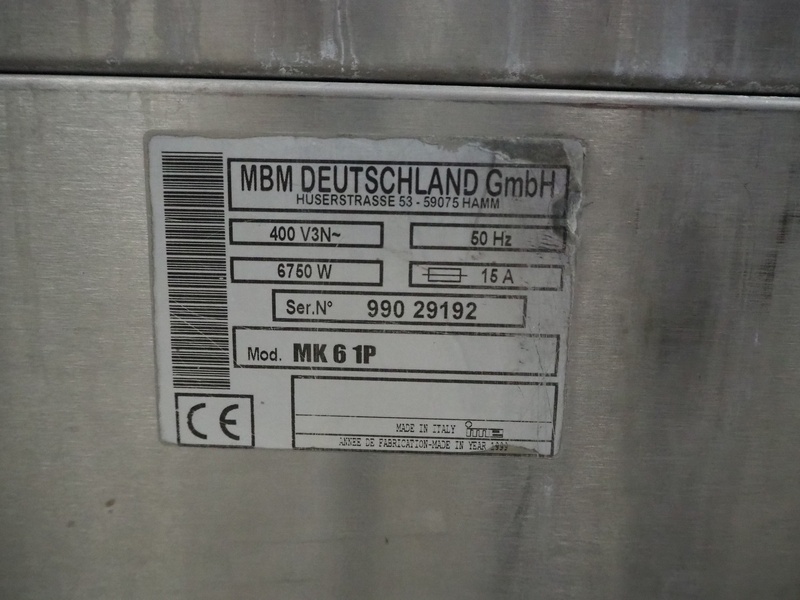 MBM DEUTSCHLAND GmbH
HUSERSTRASSE 53 - 59075 HAMM
400 V3N~
50 Hz
6750 W
15 A
Ser.N° 990 29192
Mod. MK 6 1P
CE
MADE IN ITALY
ANNEE DE FABRICATION-MADE IN YEAR 1999